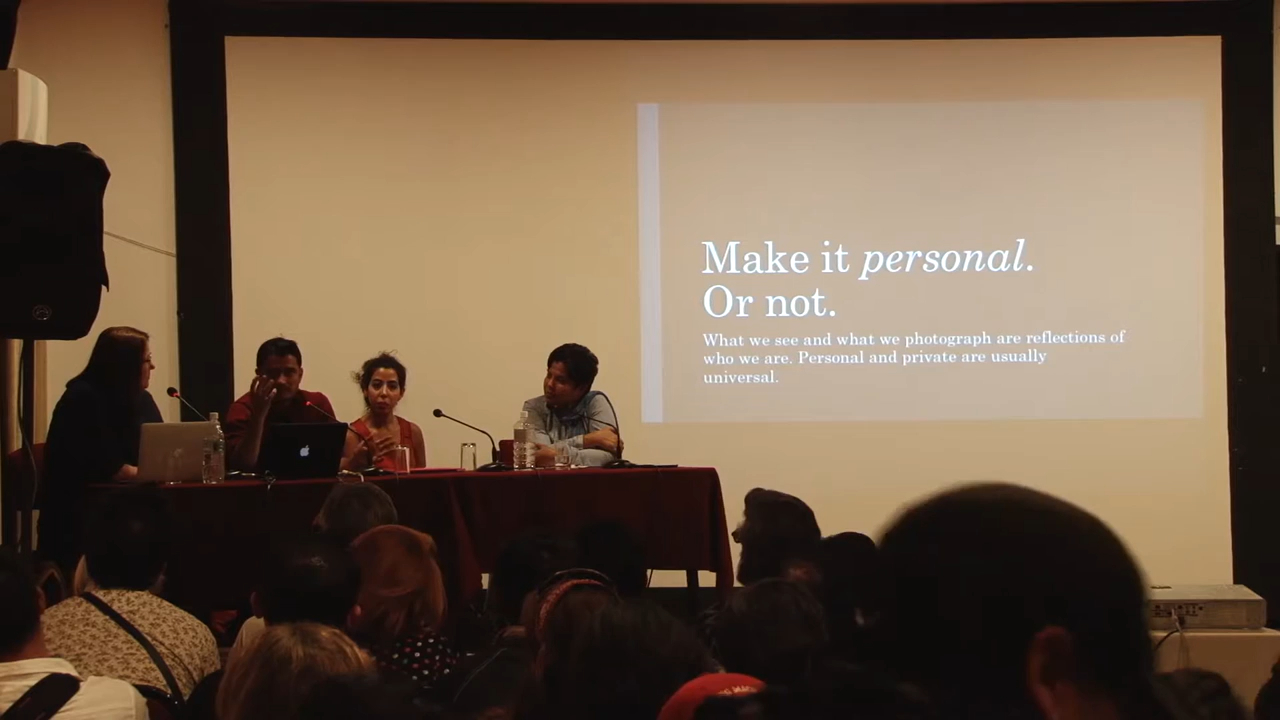 Make it personal.
Or not.
What we see and what we photograph are reflections of
who we are. Personal and private are usually
universal.